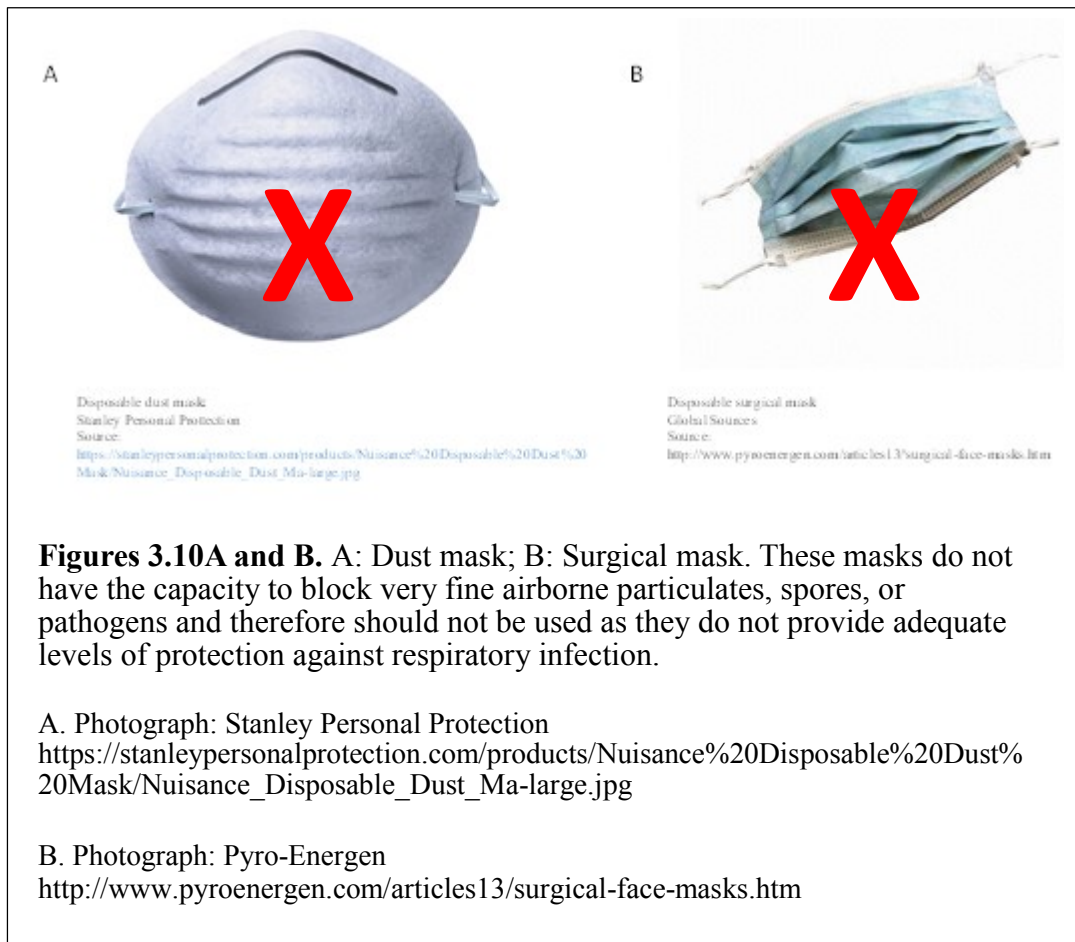 A
B
X
X
Disposable dust mask
Stanley Personal Protection
Source:
https://stanleypersonalprotection.com/products/Nuisance%20Disposable%20Dust%20
Mask/Nuisance_Disposable_Dust_Ma-large.jpg
Disposable surgical mask
Global Sources
Source:
http://www.pyroenergen.com/articles13/surgical-face-masks.htm
Figures 3.10A and B. A: Dust mask; B: Surgical mask. These masks do not
have the capacity to block very fine airborne particulates, spores, or
pathogens and therefore should not be used as they do not provide adequate
levels of protection against respiratory infection.
A. Photograph: Stanley Personal Protection
https://stanleypersonalprotection.com/products/Nuisance%20Disposable%20Dust%
20Mask/Nuisance_Disposable_Dust_Ma-large.jpg
B. Photograph: Pyro-Energen
http://www.pyroenergen.com/articles13/surgical-face-masks.htm